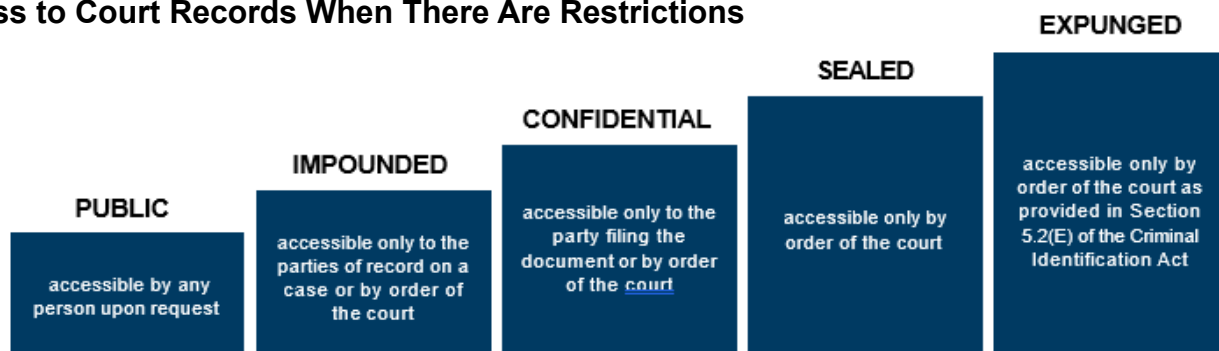 ss to Court Records When There Are Restrictions
PUBLIC
accessible by any
person upon request
IMPOUNDED
accessible only to the
parties of record on a
case or by order of
the court
CONFIDENTIAL
accessible only to the
party filing the
document or by order
of the court
SEALED
accessible only by
order of the court
EXPUNGED
accessible only by
order of the court as
provided in Section
5.2(E) of the Criminal
Identification Act